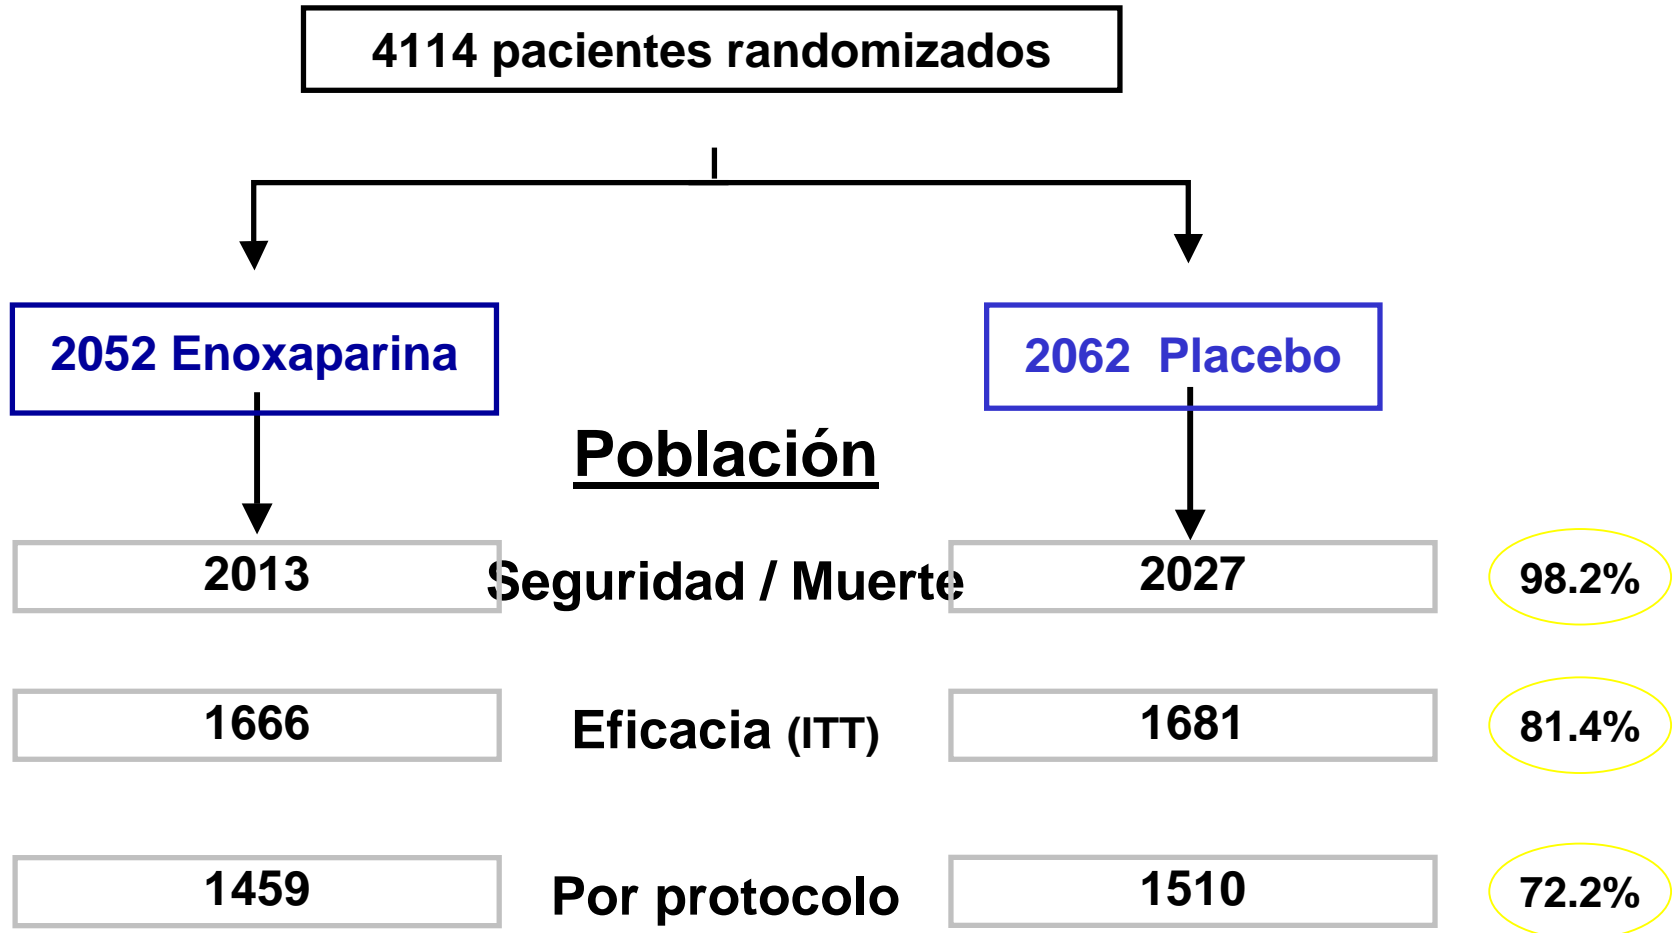 4114 pacientes randomizados
2052 Enoxaparina
2062 Placebo
Población
2013 Seguridad / Muerte 2027 98.2%
1666 Eficacia (ITT) 1681 81.4%
1459 Por protocolo 1510 72.2%